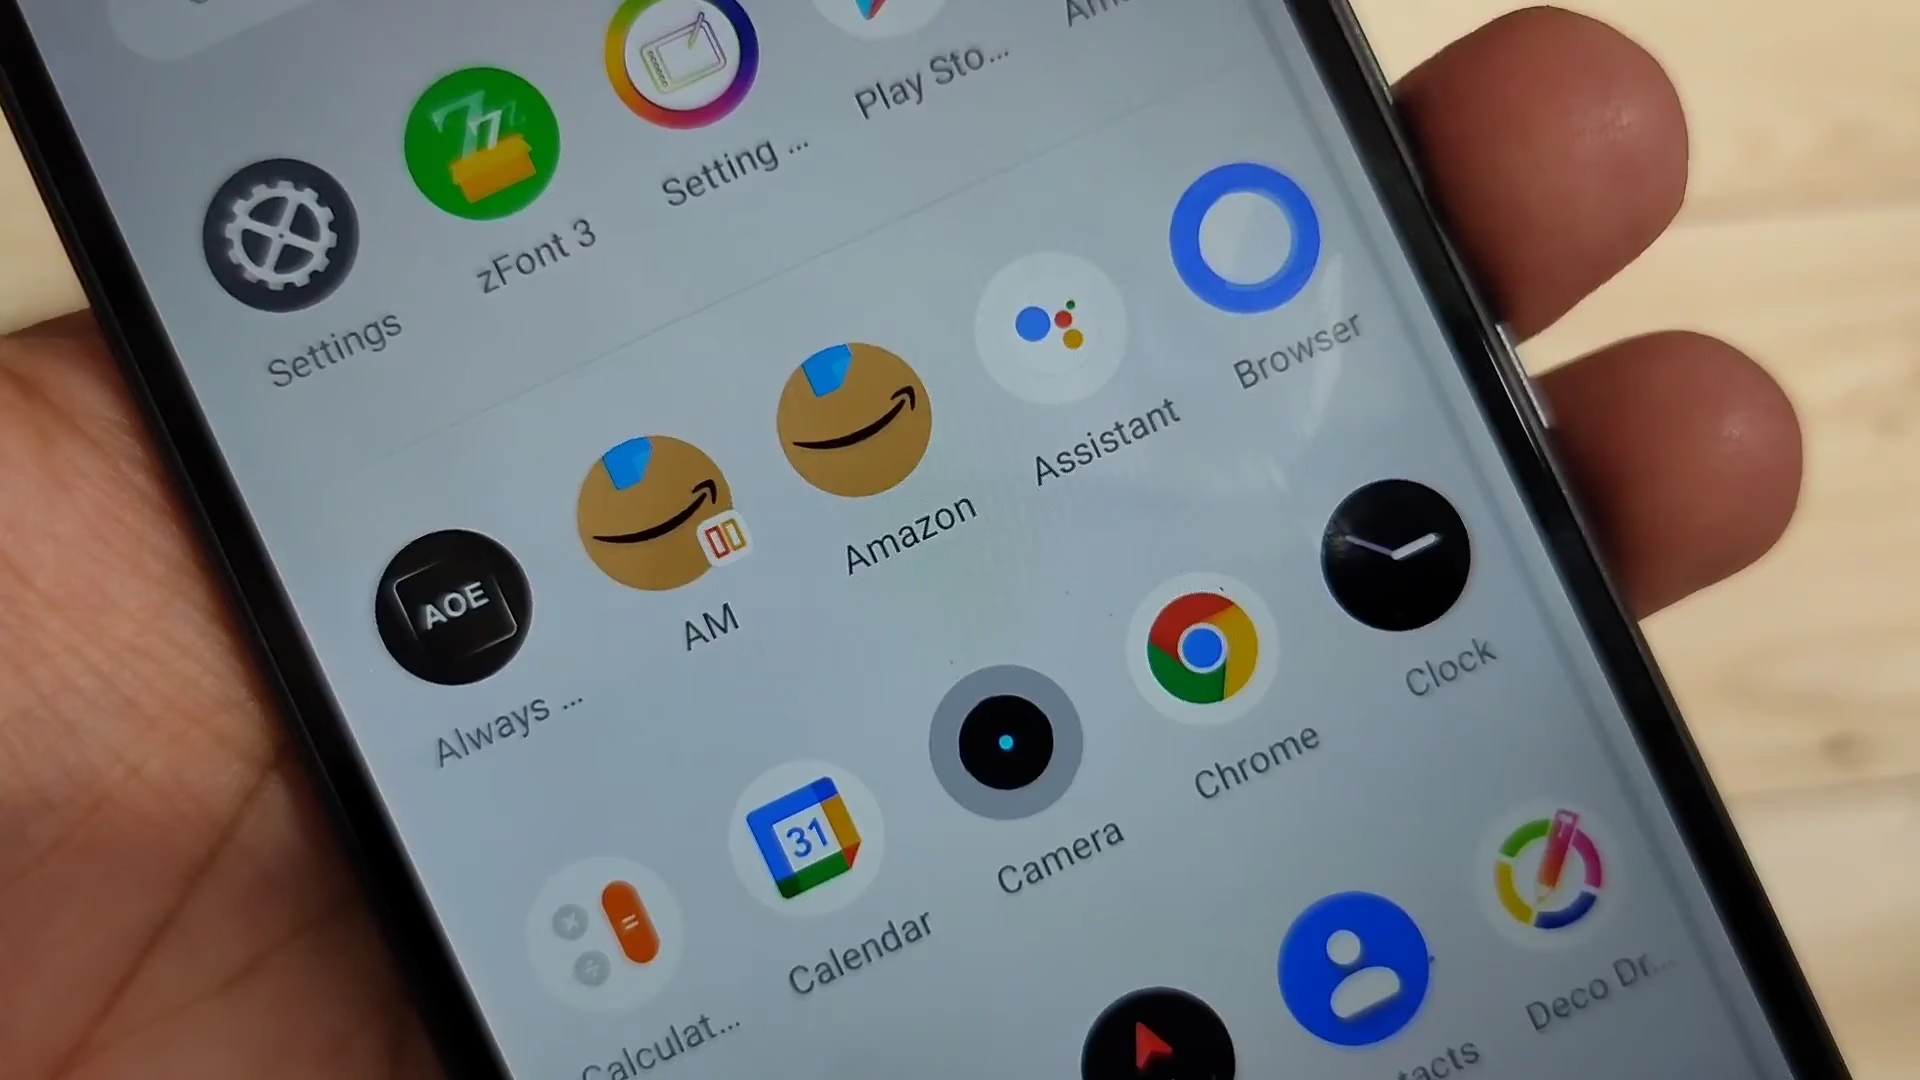 Settings
zFont 3
Setting ...
Play Sto...
AOE
Always ...
AM
Amazon
Assistant
Browser
Calculat...
31
Calendar
Camera
Chrome
Clock
tacts
Deco Dr...